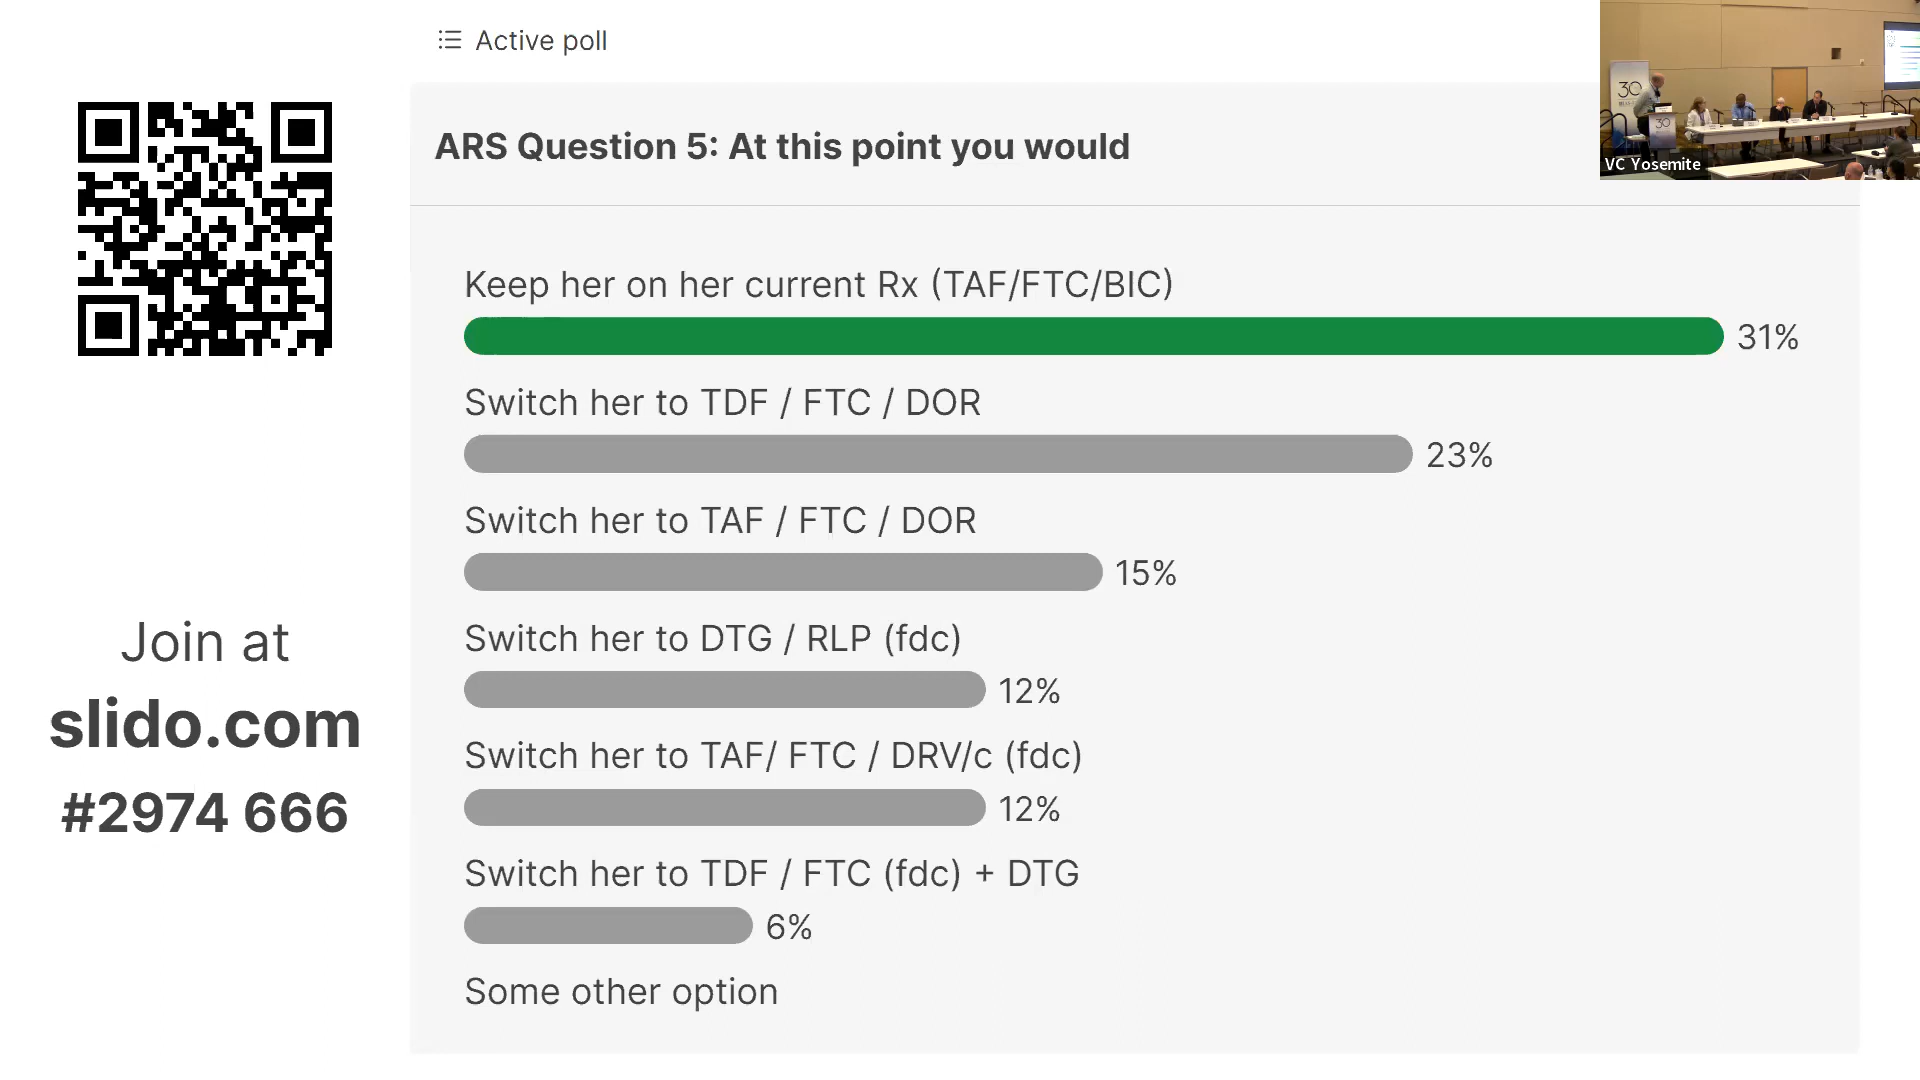 Active poll
ARS Question 5: At this point you would
Keep her on her current Rx (TAF/FTC/BIC)
31%
Switch her to TDF / FTC / DOR
23%
Switch her to TAF / FTC / DOR
15%
Switch her to DTG / RLP (fdc)
12%
Switch her to TAF/ FTC / DRV/c (fdc)
12%
Switch her to TDF / FTC (fdc) + DTG
6%
Some other option
Join at
slido.com
#2974 666
30
30
VC Yosemite